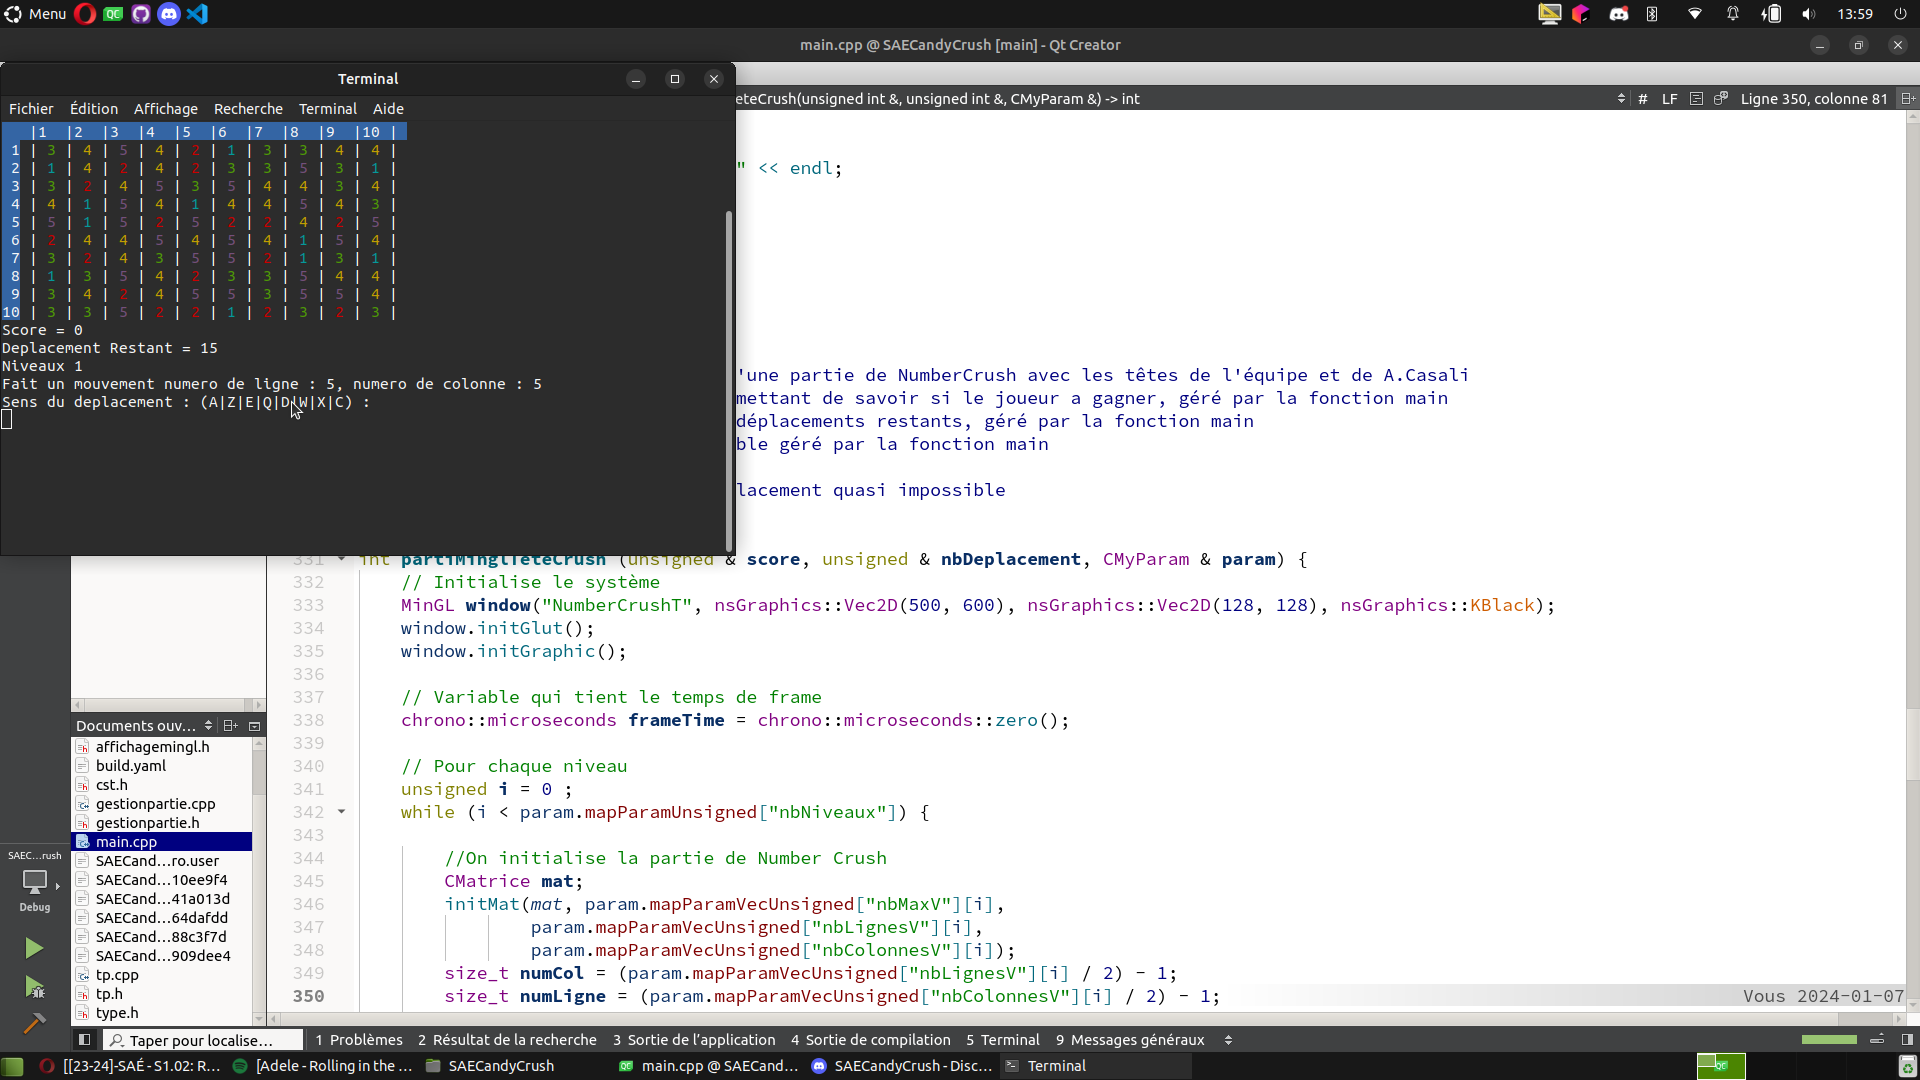 Menu
13:59
main.cpp @ SAECandyCrush [main] - Qt Creator
Terminal
Fichier Édition Affichage Recherche Terminal Aide
|1 |2 |3 |4 |5 |6 |7 |8 |9 |10 |
1 | 3 | 4 | 5 | 4 | 2 | 1 | 3 | 3 | 4 | 4 |
2 | 1 | 4 | 2 | 4 | 2 | 3 | 3 | 5 | 3 | 1 |
3 | 3 | 2 | 4 | 5 | 3 | 5 | 4 | 4 | 3 | 4 |
4 | 4 | 1 | 5 | 4 | 1 | 4 | 4 | 5 | 4 | 3 |
5 | 5 | 1 | 5 | 2 | 5 | 2 | 2 | 4 | 2 | 5 |
6 | 2 | 4 | 4 | 5 | 4 | 5 | 4 | 1 | 5 | 4 |
7 | 3 | 2 | 4 | 3 | 5 | 5 | 2 | 1 | 3 | 1 |
8 | 1 | 3 | 5 | 4 | 2 | 3 | 3 | 5 | 4 | 4 |
9 | 3 | 4 | 2 | 4 | 5 | 5 | 3 | 5 | 5 | 4 |
10 | 3 | 3 | 5 | 2 | 2 | 1 | 2 | 3 | 2 | 3 |
Score = 0
Deplacement Restant = 15
Niveaux 1
Fait un mouvement numero de ligne : 5, numero de colonne : 5
Sens du deplacement : (A|Z|E|Q|D|W|X|C) :
eteCrush(unsigned int &, unsigned int &, CMyParam &) -> int
# LF Ligne 350, colonne 81
" << endl;
'une partie de NumberCrush avec les têtes de l'équipe et de A.Casali
mettant de savoir si le joueur a gagner, géré par la fonction main
déplacements restants, géré par la fonction main
ble géré par la fonction main
lacement quasi impossible
331 int partiMinglTeteCrush (unsigned & score, unsigned & nbDeplacement, CMyParam & param) {
332 // Initialise le système
333 MinGL window("NumberCrushT", nsGraphics::Vec2D(500, 600), nsGraphics::Vec2D(128, 128), nsGraphics::KBlack);
334 window.initGlut();
335 window.initGraphic();
336
337 // Variable qui tient le temps de frame
338 chrono::microseconds frameTime = chrono::microseconds::zero();
339
340 // Pour chaque niveau
341 unsigned i = 0 ;
342 while (i < param.mapParamUnsigned["nbNiveaux"]) {
343
344 //On initialise la partie de Number Crush
345 CMatrice mat;
346 initMat(mat, param.mapParamVecUnsigned["nbMaxV"][i],
347 param.mapParamVecUnsigned["nbLignesV"][i],
348 param.mapParamVecUnsigned["nbColonnesV"][i]);
349 size_t numCol = (param.mapParamVecUnsigned["nbLignesV"][i] / 2) - 1;
350 size_t numLigne = (param.mapParamVecUnsigned["nbColonnesV"][i] / 2) - 1;
Vous 2024-01-07
Documents ouv...
affichagemingl.h
build.yaml
cst.h
gestionpartie.cpp
gestionpartie.h
main.cpp
SAECand...ro.user
SAECand...10ee9f4
SAECand...41a013d
SAECand...64dafdd
SAECand...88c3f7d
SAECand...909dee4
tp.cpp
tp.h
type.h
SAEC...rush
Debug
Taper pour localise...
1 Problèmes 2 Résultat de la recherche 3 Sortie de l'application 4 Sortie de compilation 5 Terminal 9 Messages généraux
[[23-24]-SAÉ - S1.02: R... [Adele - Rolling in the ... SAECandyCrush main.cpp @ SAECand... SAECandyCrush - Disc... Terminal